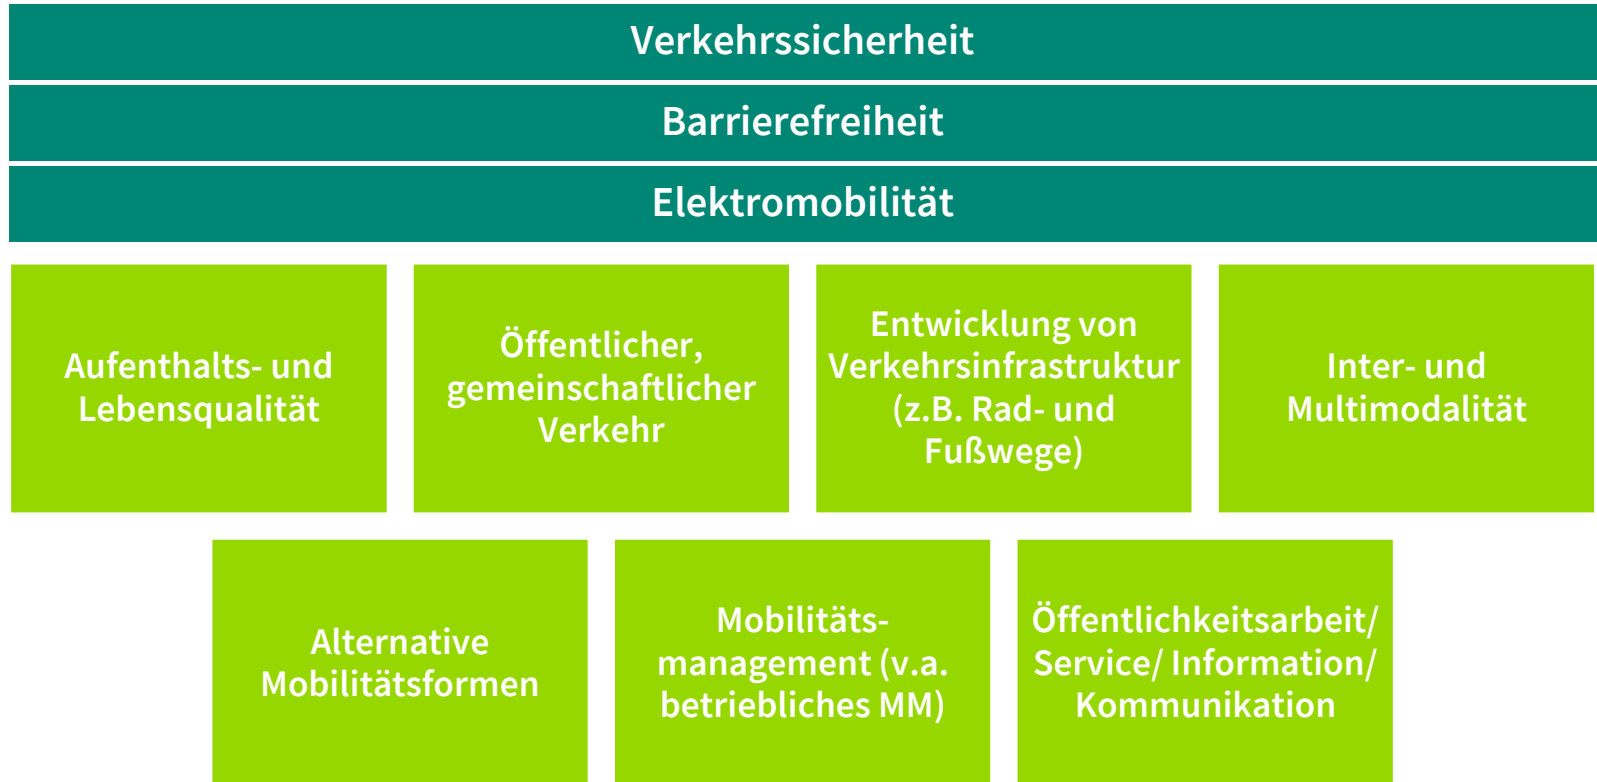 Verkehrssicherheit
Barrierefreiheit
Elektromobilität
Aufenthalts- und
Lebensqualität
Öffentlicher,
gemeinschaftlicher
Verkehr
Entwicklung von
Verkehrsinfrastruktur
(z.B. Rad- und
Fußwege)
Inter- und
Multimodalität
Alternative
Mobilitätsformen
Mobilitäts-
management (v.a.
betriebliches MM)
Öffentlichkeitsarbeit/
Service/ Information/
Kommunikation